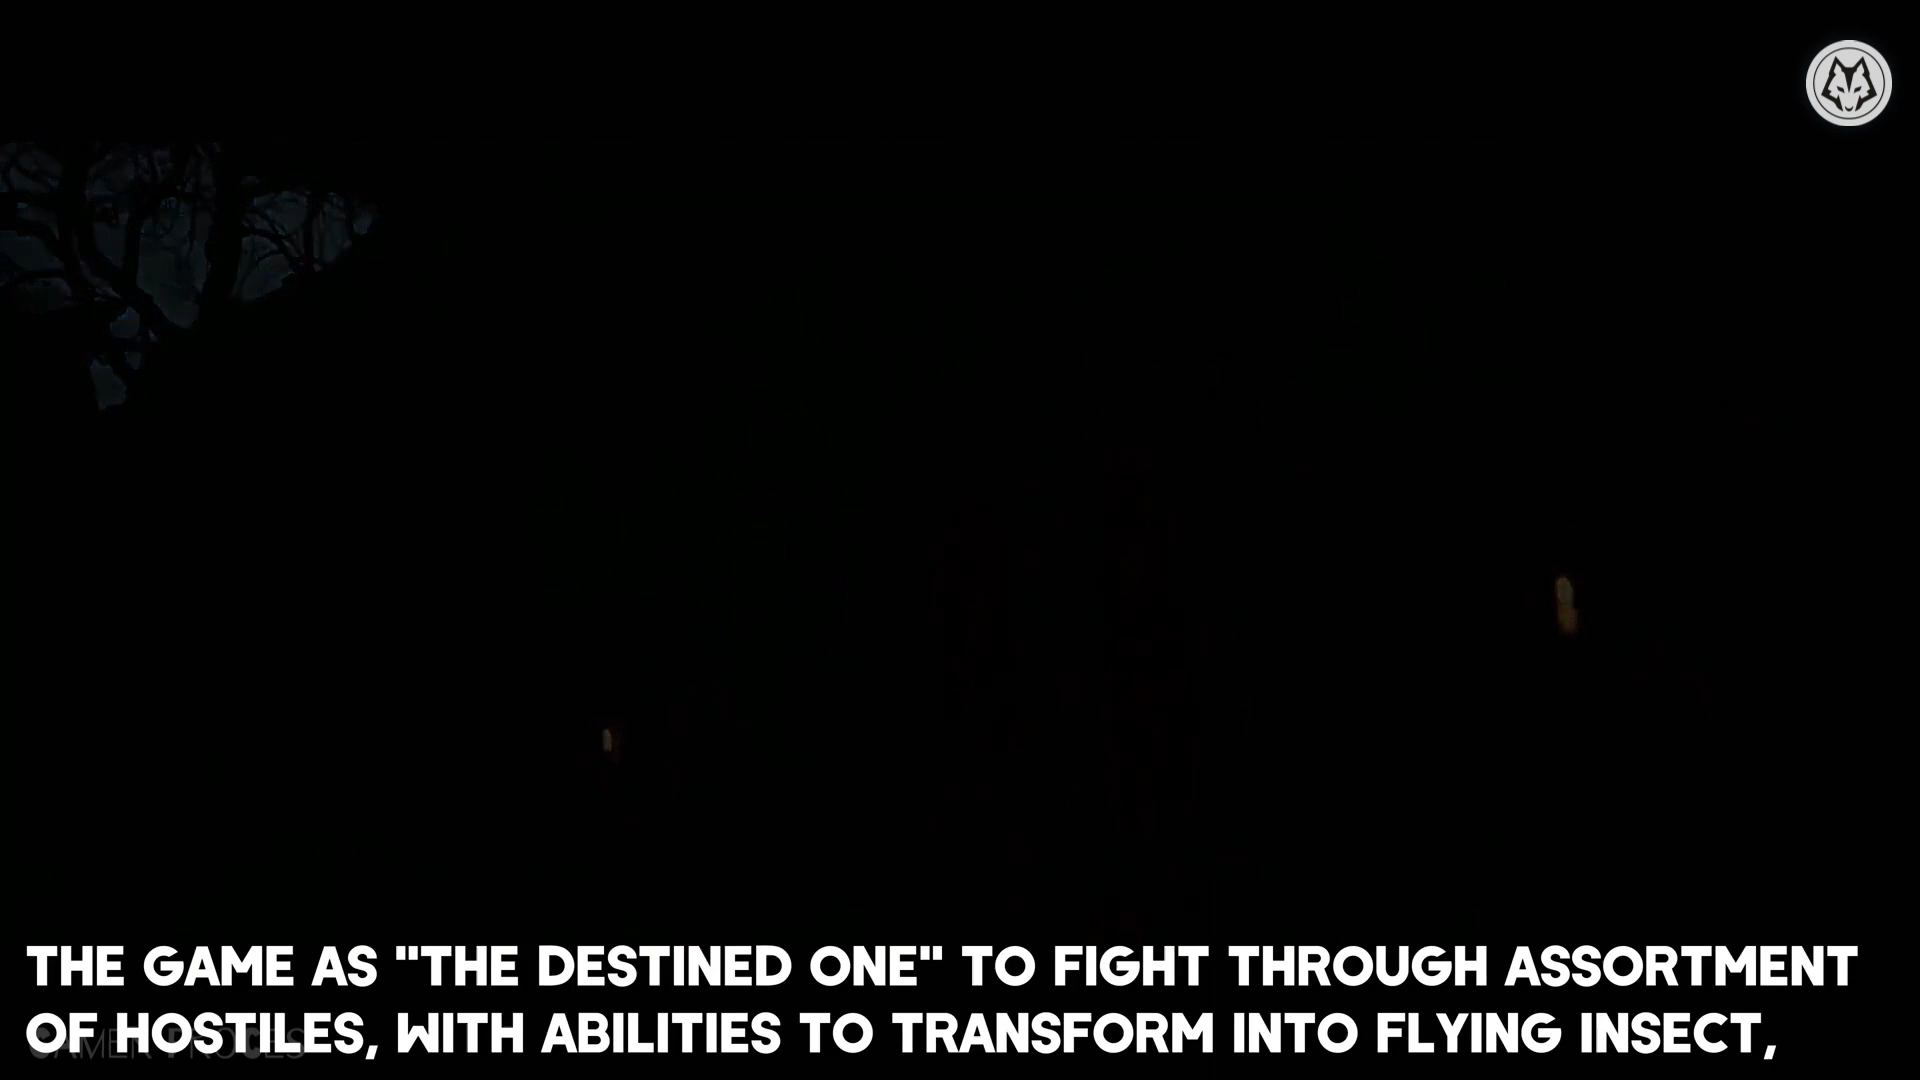 THE GAME AS "THE DESTINED ONE" TO FIGHT THROUGH ASSORTMENT
OF HOSTILES, WITH ABILITIES TO TRANSFORM INTO FLYING INSECT,